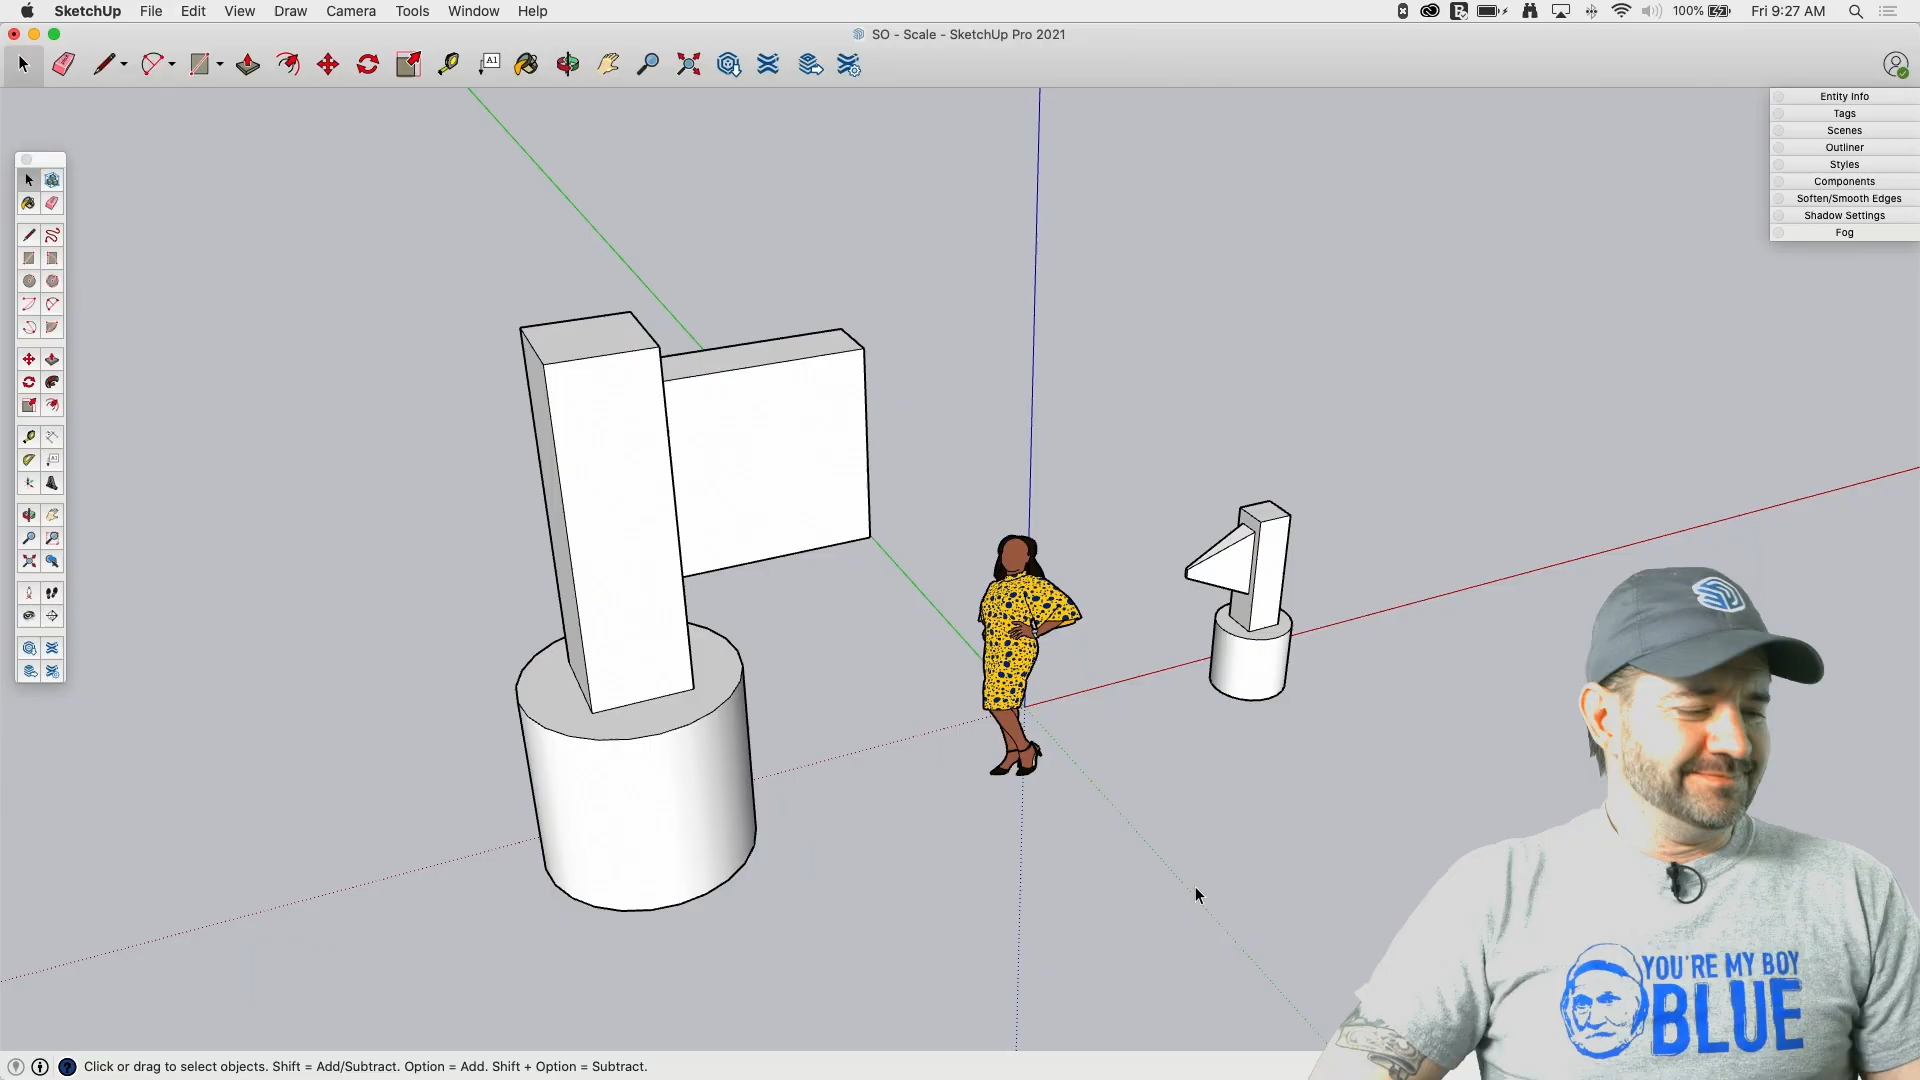 SketchUp File Edit View Draw Camera Tools Window Help 100% Fri 9:27 AM
SO - Scale - SketchUp Pro 2021
A1
Entity Info
Tags
Scenes
Outliner
Styles
Components
Soften/Smooth Edges
Shadow Settings
Fog
A1
YOU'RE MY BOY
BLUE
Click or drag to select objects. Shift = Add/Subtract. Option = Add. Shift + Option = Subtract.